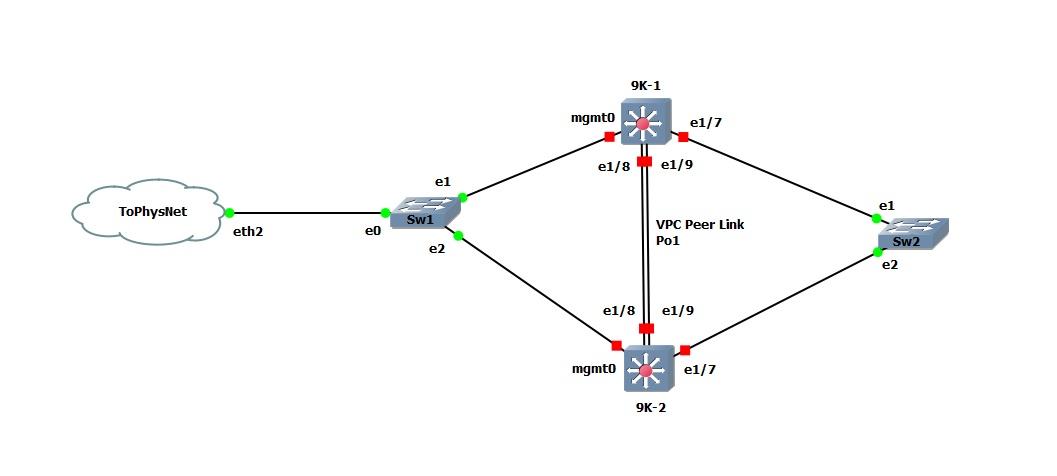 9K-1
mgmt0
e1/7
e1/8
e1/9
e1
ToPhysNet
Sw1
eth2
e0
e2
VPC Peer Link
Po1
e1
Sw2
e2
e1/8
e1/9
mgmt0
e1/7
9K-2